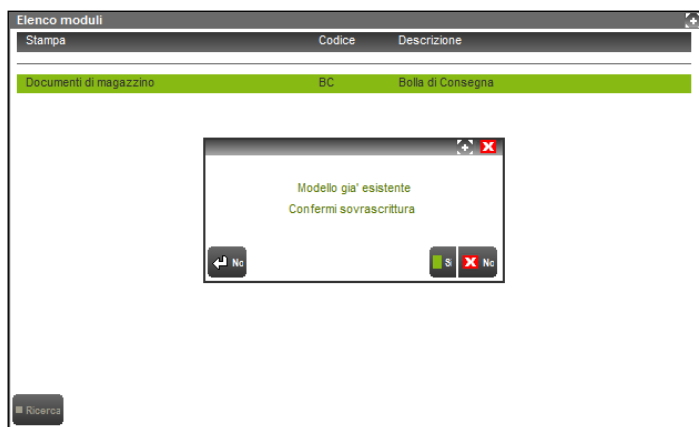 Elenco moduli
Stampa Codice Descrizione
Documenti di magazzino BC Bolla di Consegna
Modello gia' esistente
Confermi sovrascrittura
No Si No
Ricerca